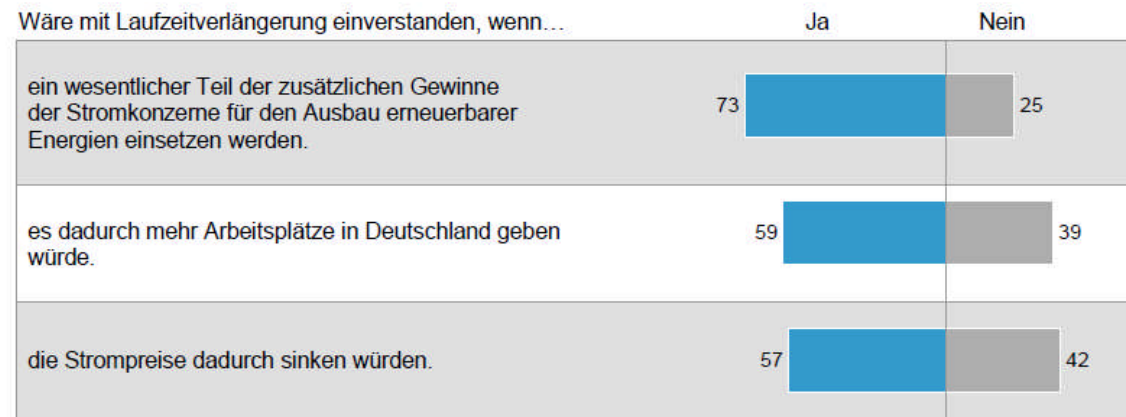 Wäre mit Laufzeitverlängerung einverstanden, wenn… Ja Nein
ein wesentlicher Teil der zusätzlichen Gewinne
der Stromkonzerne für den Ausbau erneuerbarer
Energien einsetzen werden.
73 25
es dadurch mehr Arbeitsplätze in Deutschland geben
würde.
59 39
die Strompreise dadurch sinken würden.
57 42